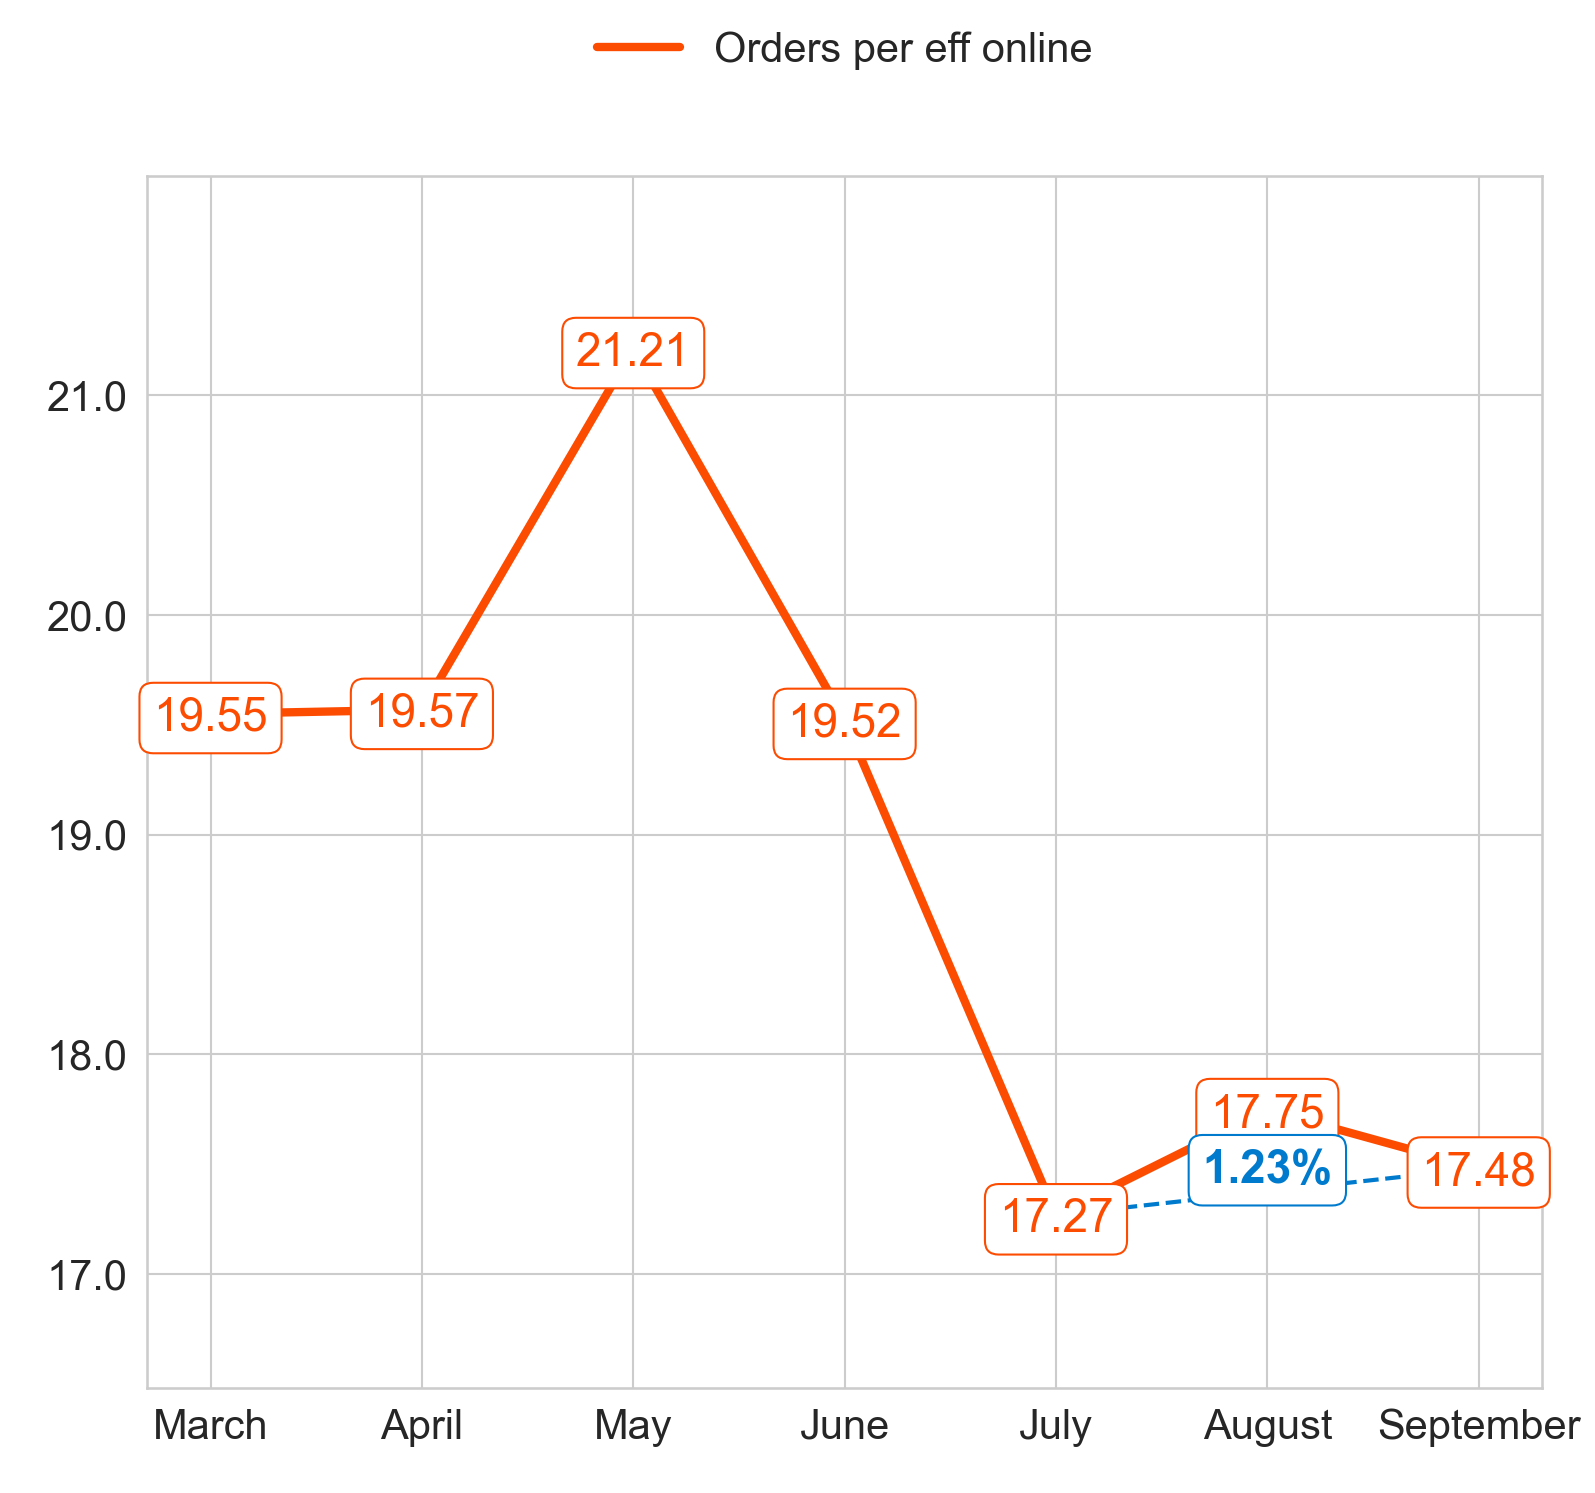 Orders per eff online
21.0
20.0
19.0
18.0
17.0
19.55
19.57
21.21
19.52
17.27
17.75
1.23%
17.48
March
April
May
June
July
August
September